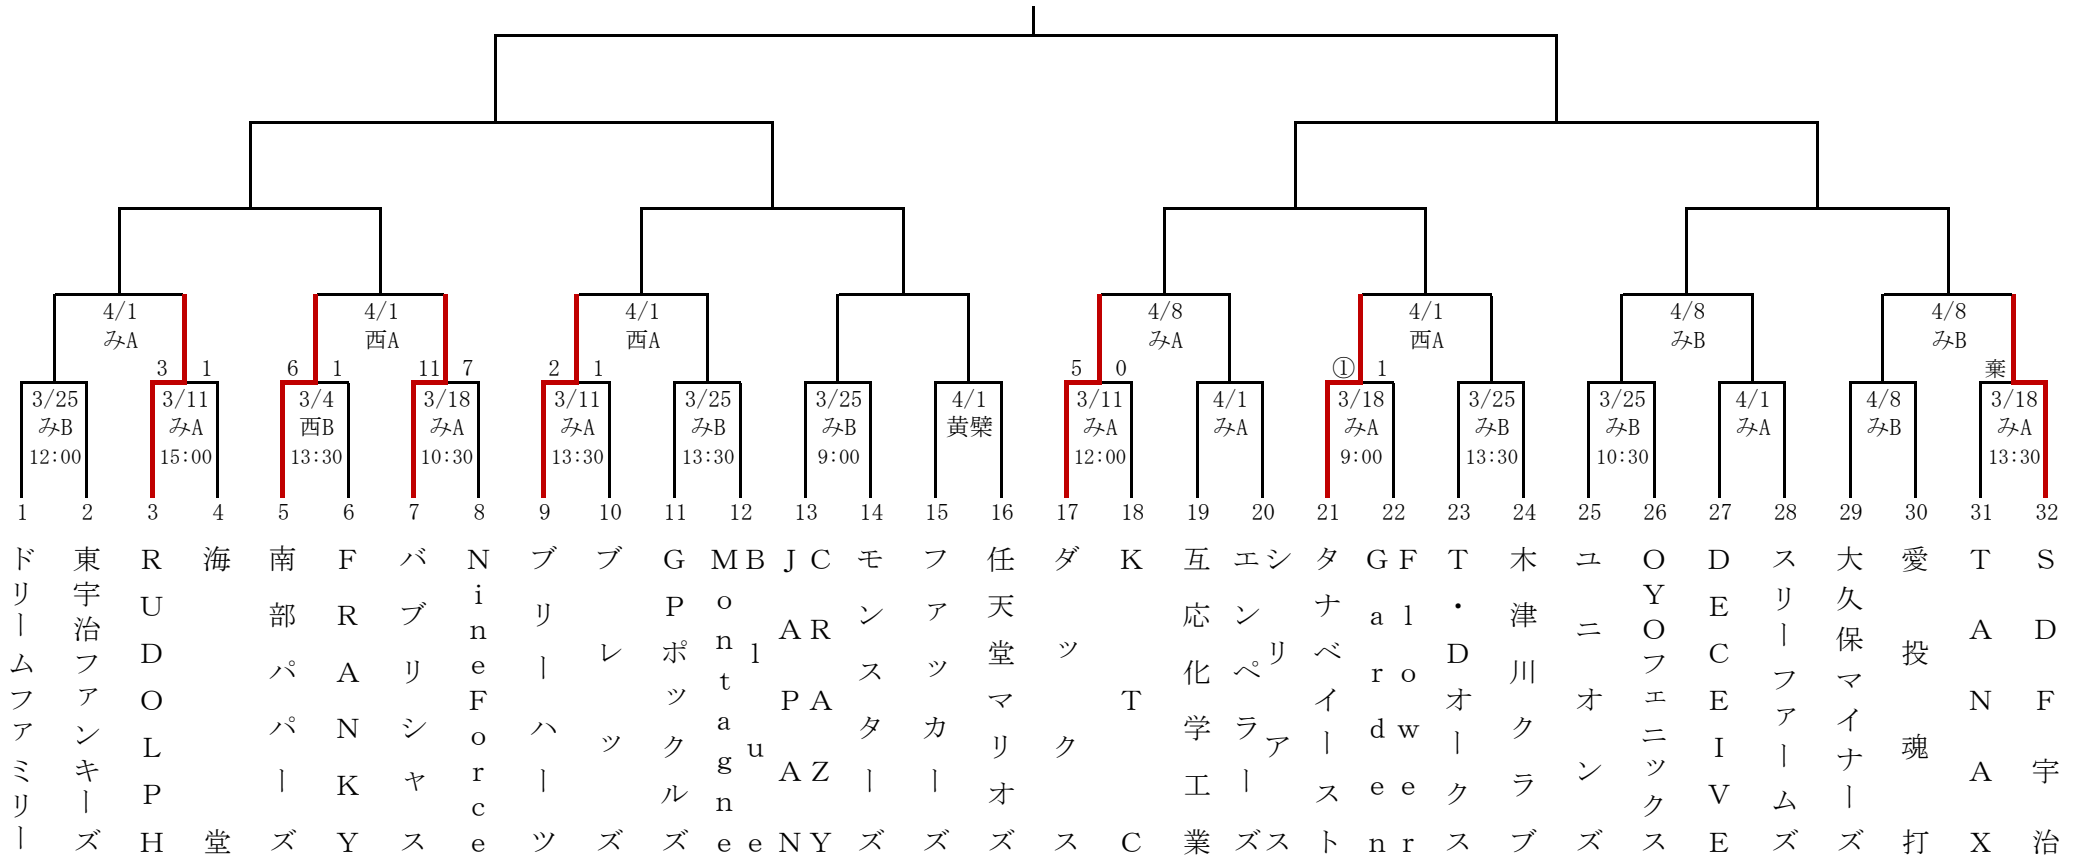 4/1 4/1 4/1 4/8 4/1 4/8 4/8
みA 西A 西A みA 西A みB みB
3 1 6 1 11 7 2 1 5 0 ① 1 棄
3/25 3/11 3/4 3/18 3/11 3/25 3/25 4/1 3/11 4/1 3/18 3/25 3/25 4/1 4/8 3/18
みB みA 西B みA みA みB みB 黄檗 みA みA みA みB みB みA みB みA
12:00 15:00 13:30 10:30 13:30 13:30 9:00 12:00 9:00 13:30 10:30 13:30
1 2 3 4 5 6 7 8 9 10 11 12 13 14 15 16 17 18 19 20 21 22 23 24 25 26 27 28 29 30 31 32
ドリームファミリー
東宇治ファンキーズ
RUDOLPH
海堂
南部パパーズ
FRANKY
バブリシャス
NineForce
ブリーハーツ
ブレッズ
GPポックルズ
Blue
Montagne
CRAZY
JAPAN
モンスターズ
ファッカーズ
任天堂マリオズ
ダックス
KTC
互応化学工業
シリアス
エンペラーズ
タナベイースト
Flower
Garden
T・Dオークス
木津川クラブ
ユニオンズ
OYOフェニックス
DECEIVE
スリーファームズ
大久保マイナーズ
愛投魂打
TANAX
SDF宇治